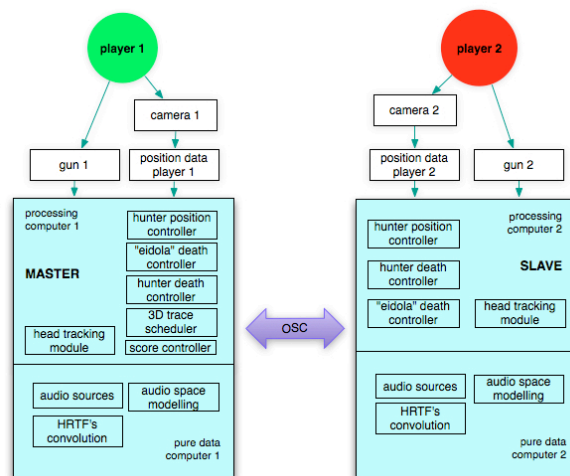 player 1
camera 1
gun 1
position data
player 1
processing
computer 1
MASTER
hunter position
controller
"eidola" death
controller
hunter death
controller
3D trace
scheduler
score controller
head tracking
module
audio sources
audio space
modelling
HRTF's
convolution
pure data
computer 1
OSC
player 2
camera 2
position data
player 2
gun 2
processing
computer 2
SLAVE
hunter position
controller
hunter death
controller
"eidola" death
controller
head tracking
module
audio sources
audio space
modelling
HRTF's
convolution
pure data
computer 2